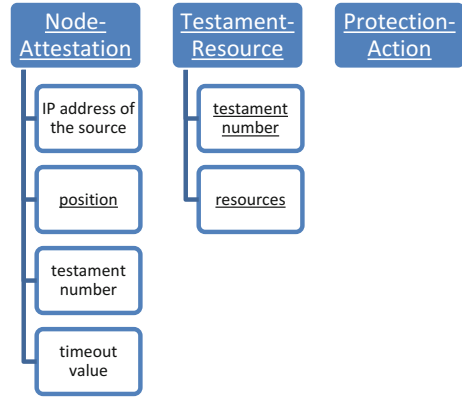 Node-
Attestation
IP address of
the source
position
testament
number
timeout
value
Testament-
Resource
testament
number
resources
Protection-
Action